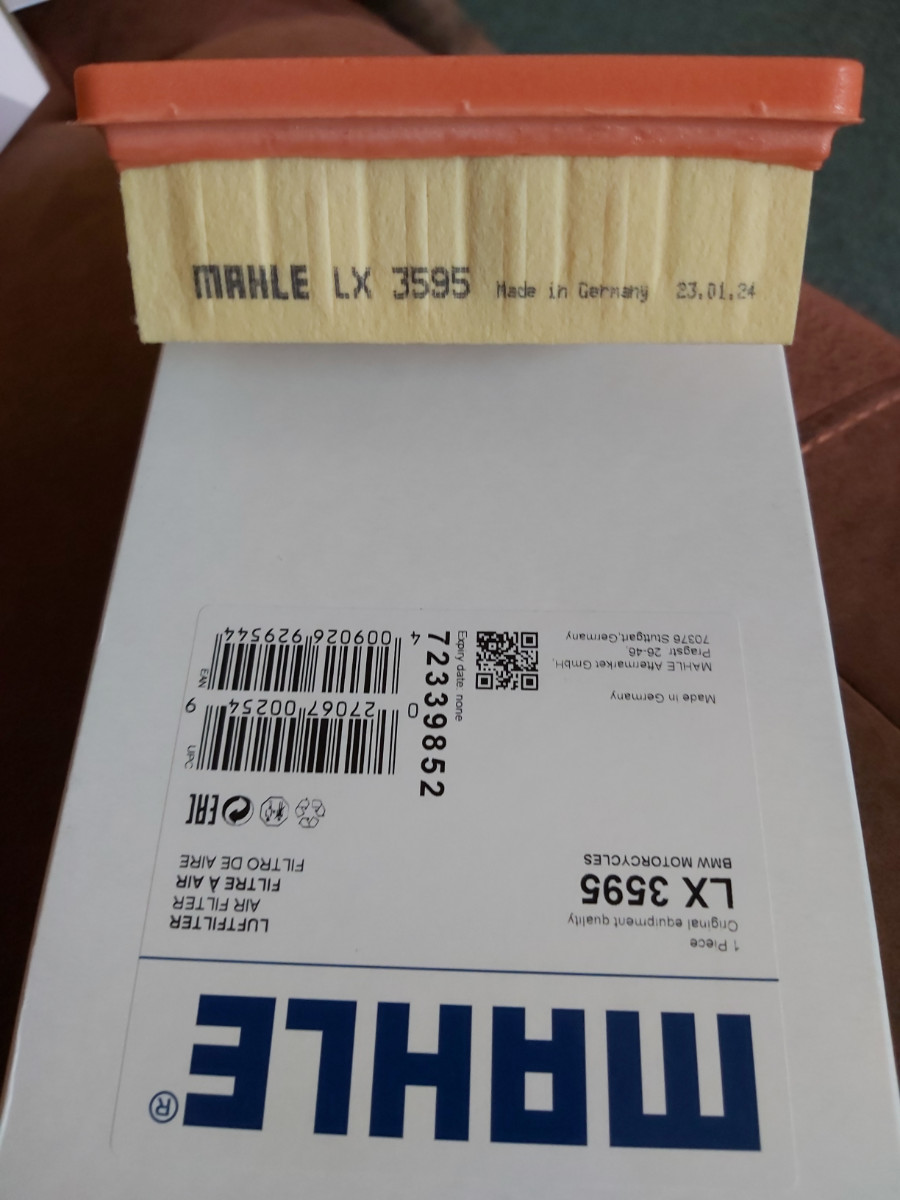 MAHLE LX 3595 Made in Germany 23.01.24
MAHLE®
1 Piece
Original equipment quality
LX 3595
BMW MOTORCYCLES
LUFTFILTER
AIR FILTER
FILTRE À AIR
FILTRO DE AIRE
EAC
Made in Germany
MAHLE Aftermarket GmbH,
Pragstr. 26-46,
70376 Stuttgart,Germany
Expiry date: none
72339852
UPC
0 27067 00254 9
EAN
4 009026 929544